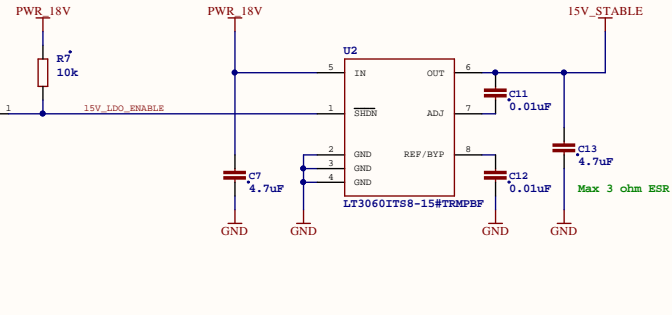 PWR_18V
PWR_18V
15V_STABLE
R7
10k
U2
5
IN
OUT
6
C11
0.01uF
1
15V_LDO_ENABLE
1
SHDN
ADJ
7
2
GND
REF/BYP
8
3
GND
4
GND
C7
4.7uF
C12
0.01uF
C13
4.7uF
Max 3 ohm ESR
LT3060ITS8-15#TRMPBF
GND
GND
GND
GND